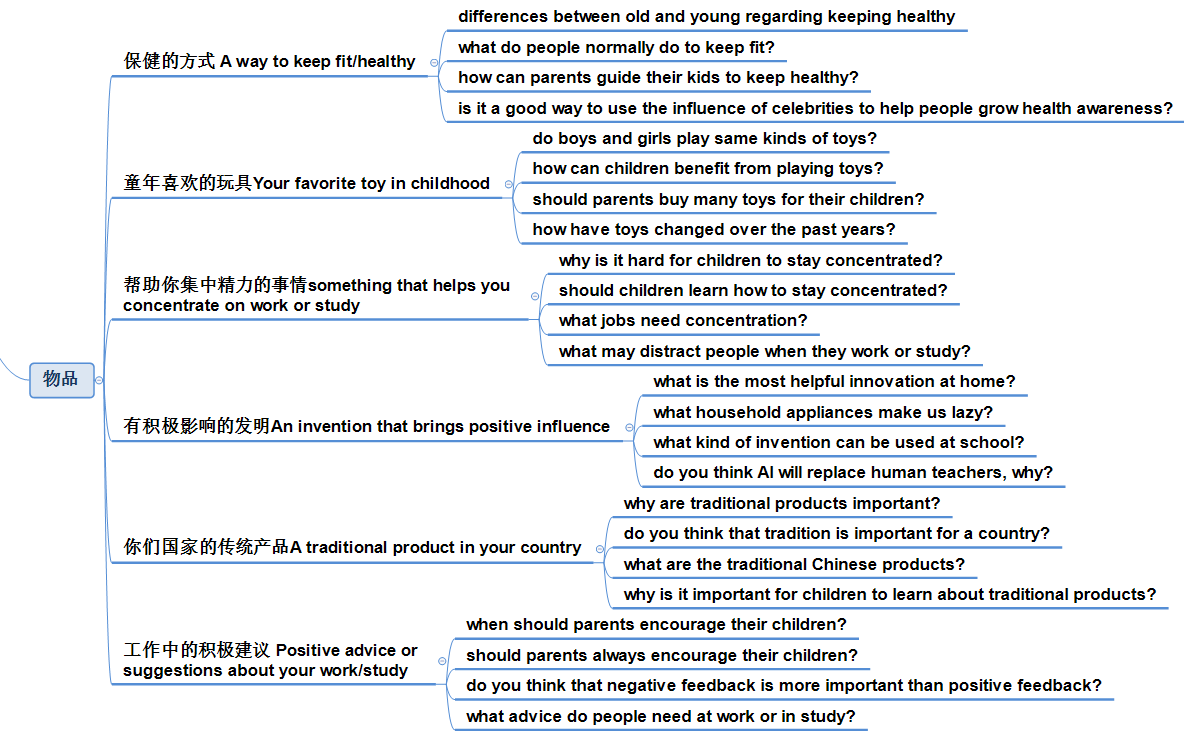 物品
保健的方式 A way to keep fit/healthy
differences between old and young regarding keeping healthy
what do people normally do to keep fit?
how can parents guide their kids to keep healthy?
is it a good way to use the influence of celebrities to help people grow health awareness?
童年喜欢的玩具Your favorite toy in childhood
do boys and girls play same kinds of toys?
how can children benefit from playing toys?
should parents buy many toys for their children?
how have toys changed over the past years?
帮助你集中精力的事情something that helps you
concentrate on work or study
why is it hard for children to stay concentrated?
should children learn how to stay concentrated?
what jobs need concentration?
what may distract people when they work or study?
有积极影响的发明An invention that brings positive influence
what is the most helpful innovation at home?
what household appliances make us lazy?
what kind of invention can be used at school?
do you think AI will replace human teachers, why?
你们国家的传统产品A traditional product in your country
why are traditional products important?
do you think that tradition is important for a country?
what are the traditional Chinese products?
why is it important for children to learn about traditional products?
工作中的积极建议 Positive advice or
suggestions about your work/study
when should parents encourage their children?
should parents always encourage their children?
do you think that negative feedback is more important than positive feedback?
what advice do people need at work or in study?